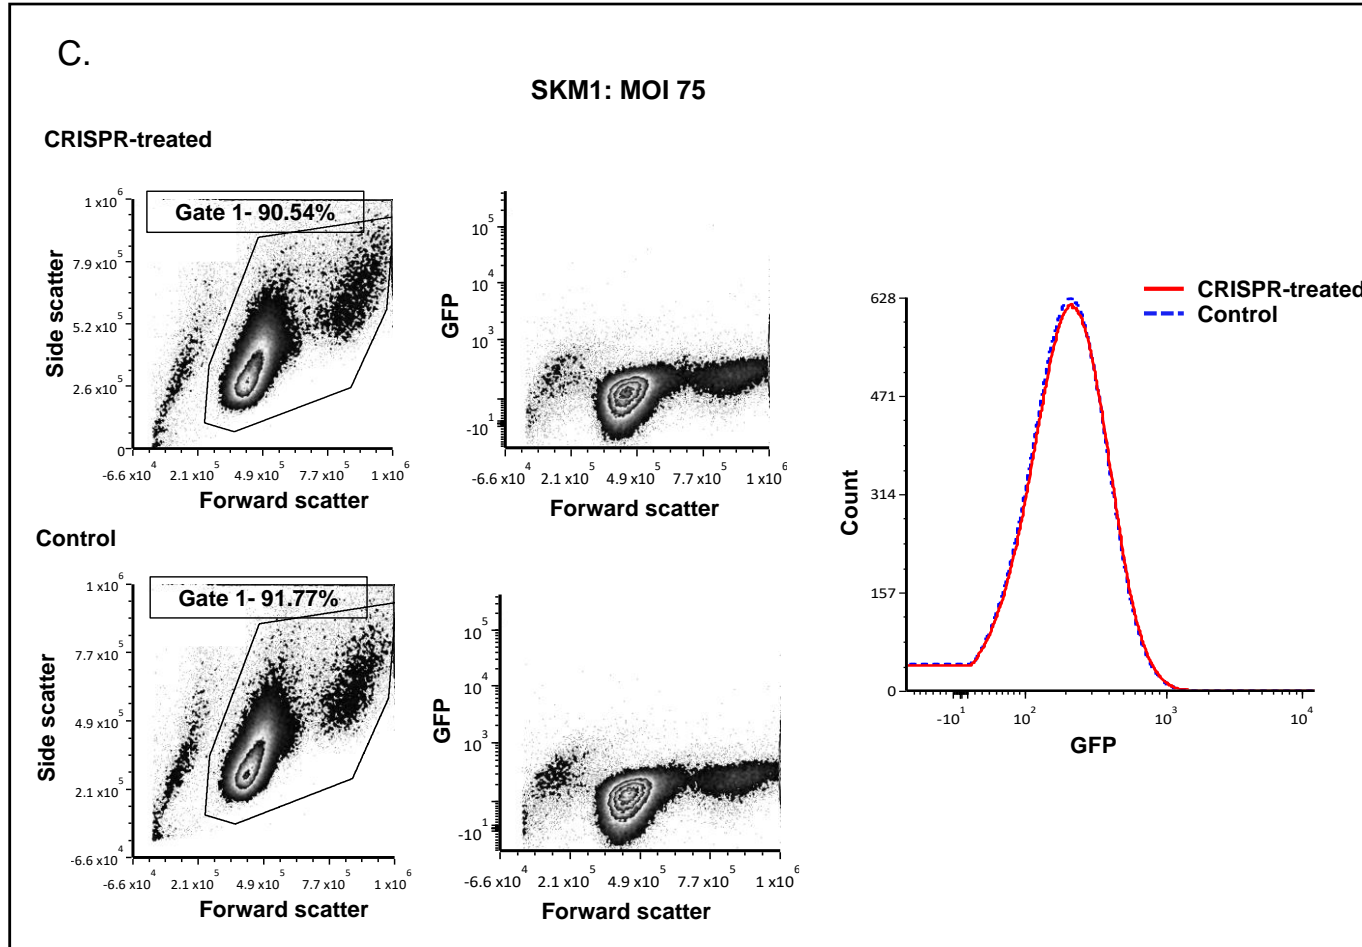 C.
SKM1: MOI 75
CRISPR-treated
Gate 1- 90.54%
Side scatter
1 x10 6
7.9 x10 5
5.2 x10 5
2.6 x10 5
0
-6.6 x10 4
2.1 x10 5
4.9 x10 5
7.7 x10 5
1 x10 6
Forward scatter
GFP
10 5
10 4
10 3
-10 1
-6.6 x10 4
2.1 x10 5
4.9 x10 5
7.7 x10 5
1 x10 6
Forward scatter
Control
Gate 1- 91.77%
Side scatter
1 x10 6
7.7 x10 5
4.9 x10 5
2.1 x10 5
-6.6 x10 4
-6.6 x10 4
2.1 x10 5
4.9 x10 5
7.7 x10 5
1 x10 6
Forward scatter
GFP
10 5
10 4
10 3
-10 1
-6.6 x10 4
2.1 x10 5
4.9 x10 5
7.7 x10 5
1 x10 6
Forward scatter
CRISPR-treated
Control
Count
628
471
314
157
0
-10 1
10 2
10 3
10 4
GFP